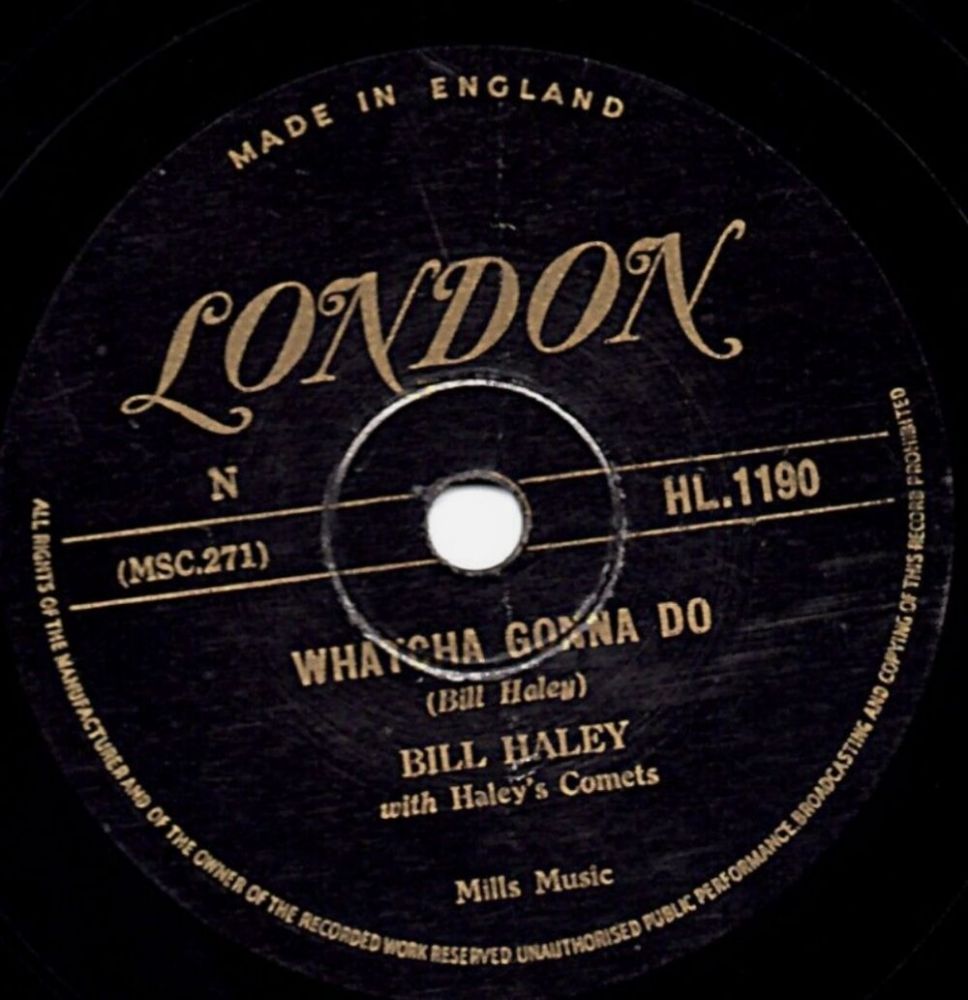 MADE IN ENGLAND
LONDON
N
HL.1190
(MSC.271)
WHATCHA GONNA DO
(Bill Haley)
BILL HALEY
with Haley's Comets
Mills Music
ALL RIGHTS OF THE MANUFACTURER AND OF THE OWNER OF THE RECORDED WORK RESERVED UNAUTHORISED PUBLIC PERFORMANCE, BROADCASTING AND COPYING OF THIS RECORD PROHIBITED